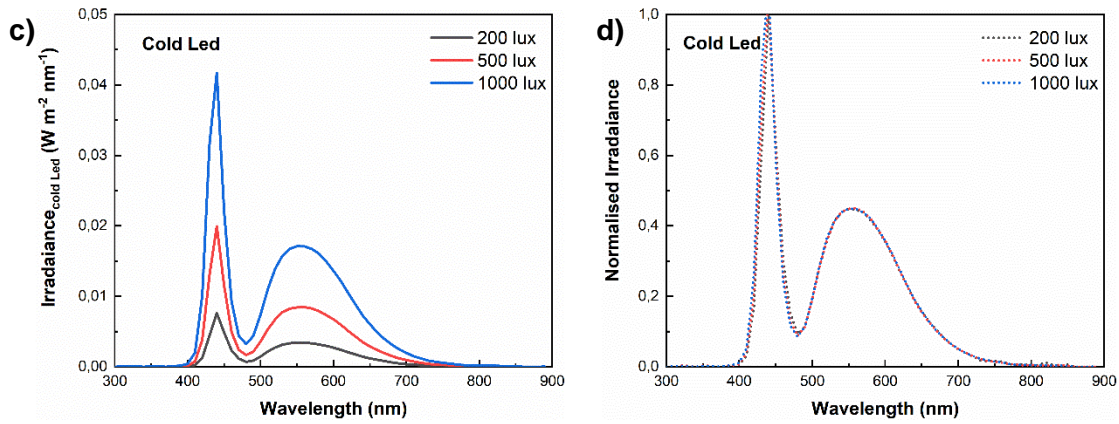 c)
Cold Led
200 lux
500 lux
1000 lux
0,05
0,04
0,03
0,02
0,01
0,00
300 400 500 600 700 800 900
Wavelength (nm)
Irradaiance cold Led (W m-2 nm-1)
d)
Cold Led
200 lux
500 lux
1000 lux
1,0
0,8
0,6
0,4
0,2
0,0
300 400 500 600 700 800 900
Wavelength (nm)
Normalised Irradaiance